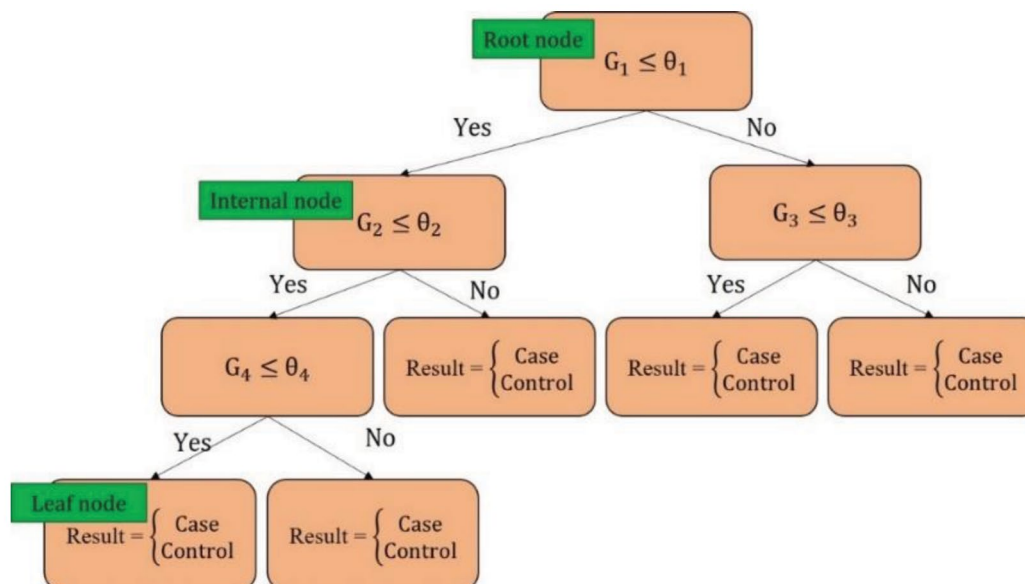 Root node
G₁ ≤ θ₁
Yes
No
Internal node
G₂ ≤ θ₂
G₃ ≤ θ₃
Yes
No
Yes
No
G₄ ≤ θ₄
Result = { Case
Control
Result = { Case
Control
Result = { Case
Control
Yes
No
Leaf node
Result = { Case
Control
Result = { Case
Control